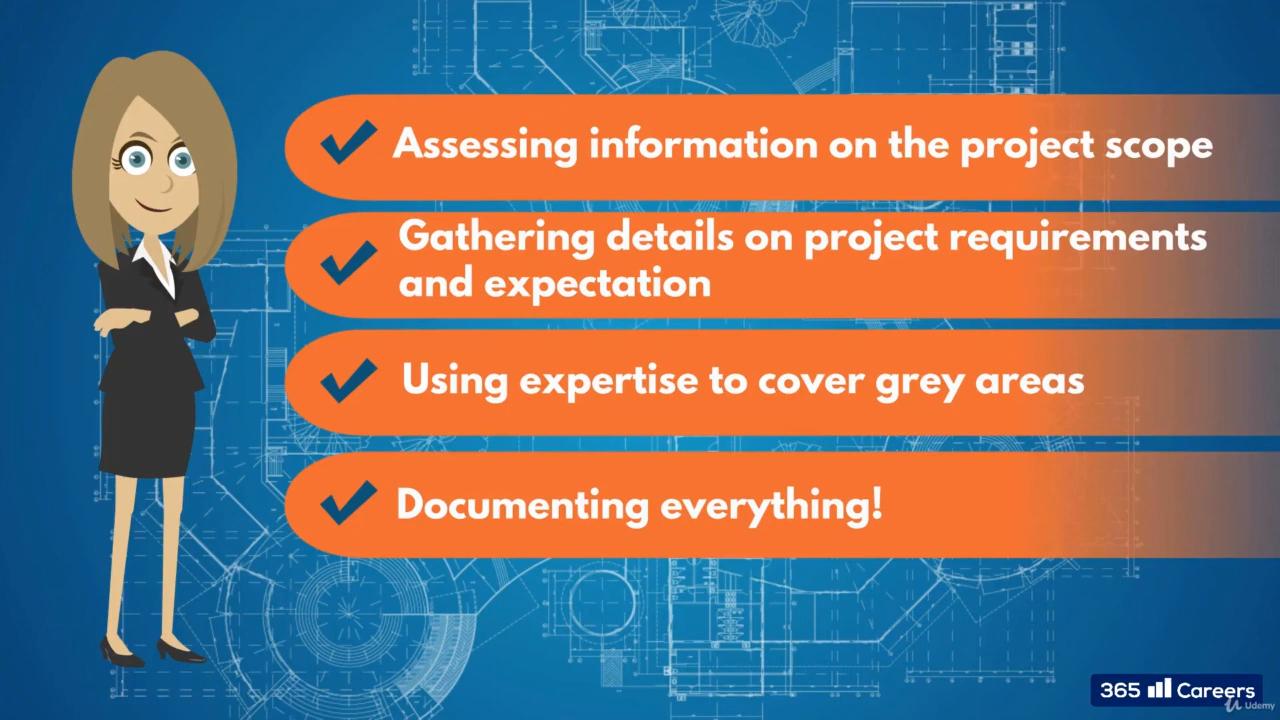 Assessing information on the project scope
Gathering details on project requirements
and expectation
Using expertise to cover grey areas
Documenting everything!
365 Careers
Udemy